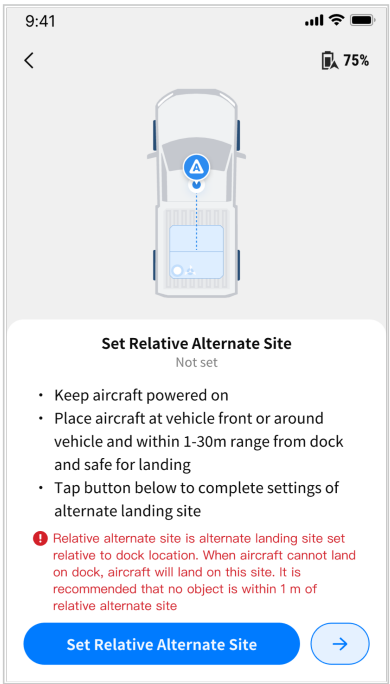 9:41
75%
A
Set Relative Alternate Site
Not set
· Keep aircraft powered on
· Place aircraft at vehicle front or around
vehicle and within 1-30m range from dock
and safe for landing
· Tap button below to complete settings of
alternate landing site
Relative alternate site is alternate landing site set
relative to dock location. When aircraft cannot land
on dock, aircraft will land on this site. It is
recommended that no object is within 1 m of
relative alternate site
Set Relative Alternate Site